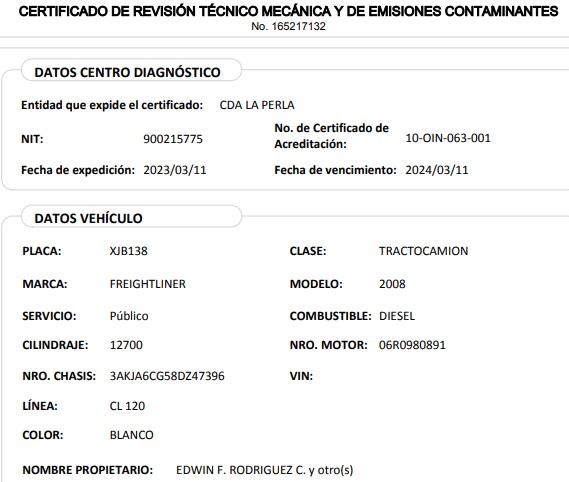 CERTIFICADO DE REVISIÓN TÉCNICO MECÁNICA Y DE EMISIONES CONTAMINANTES
No. 165217132
DATOS CENTRO DIAGNÓSTICO
Entidad que expide el certificado: CDA LA PERLA
NIT: 900215775 No. de Certificado de Acreditación: 10-OIN-063-001
Fecha de expedición: 2023/03/11 Fecha de vencimiento: 2024/03/11
DATOS VEHÍCULO
PLACA: XJB138 CLASE: TRACTOCAMION
MARCA: FREIGHTLINER MODELO: 2008
SERVICIO: Público COMBUSTIBLE: DIESEL
CILINDRAJE: 12700 NRO. MOTOR: 06R0980891
NRO. CHASIS: 3AKJA6CG58DZ47396 VIN:
LÍNEA: CL 120
COLOR: BLANCO
NOMBRE PROPIETARIO: EDWIN F. RODRIGUEZ C. y otro(s)